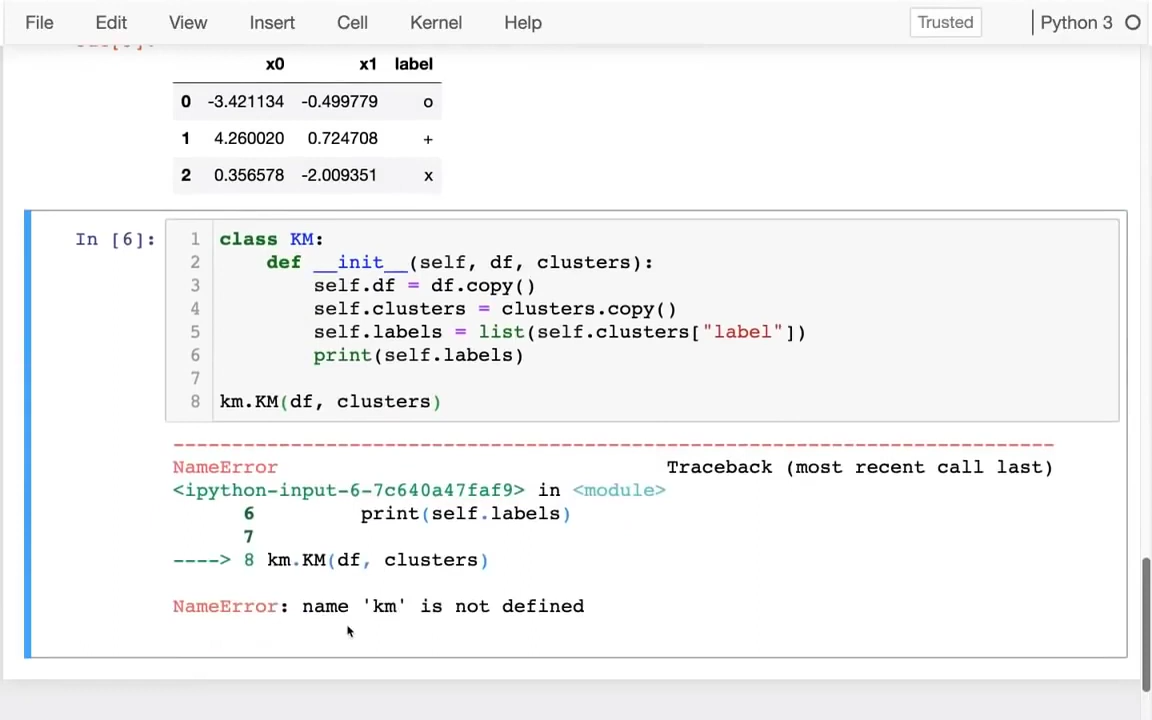 File Edit View Insert Cell Kernel Help Trusted Python 3
x0 x1 label
0 -3.421134 -0.499779 o
1 4.260020 0.724708 +
2 0.356578 -2.009351 x
In [6]:
1 class KM:
2 def __init__(self, df, clusters):
3 self.df = df.copy()
4 self.clusters = clusters.copy()
5 self.labels = list(self.clusters["label"])
6 print(self.labels)
7
8 km.KM(df, clusters)
---------------------------------------------------------------------------
NameError Traceback (most recent call last)
<ipython-input-6-7c640a47faf9> in <module>
6 print(self.labels)
7
----> 8 km.KM(df, clusters)
NameError: name 'km' is not defined